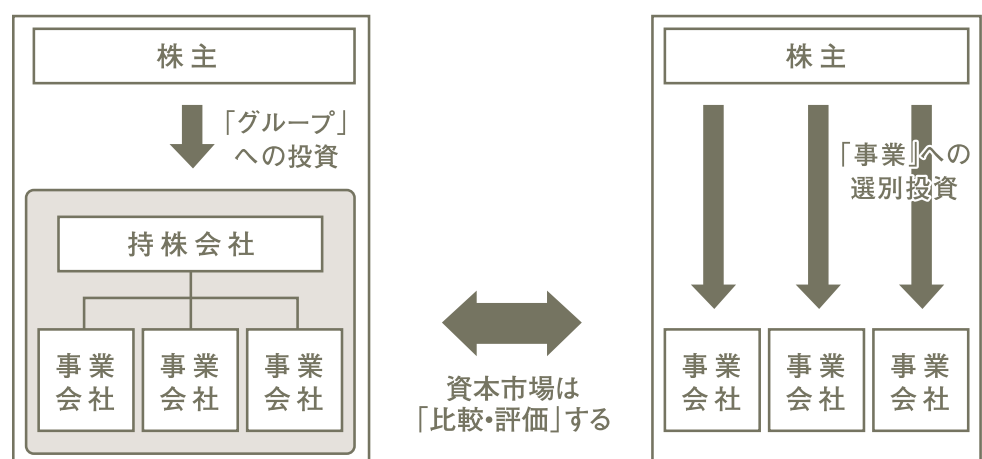 株主
「グループ」
への投資
持株会社
事業
会社
事業
会社
事業
会社
資本市場は
「比較・評価」する
株主
「事業」への
選別投資
事業
会社
事業
会社
事業
会社